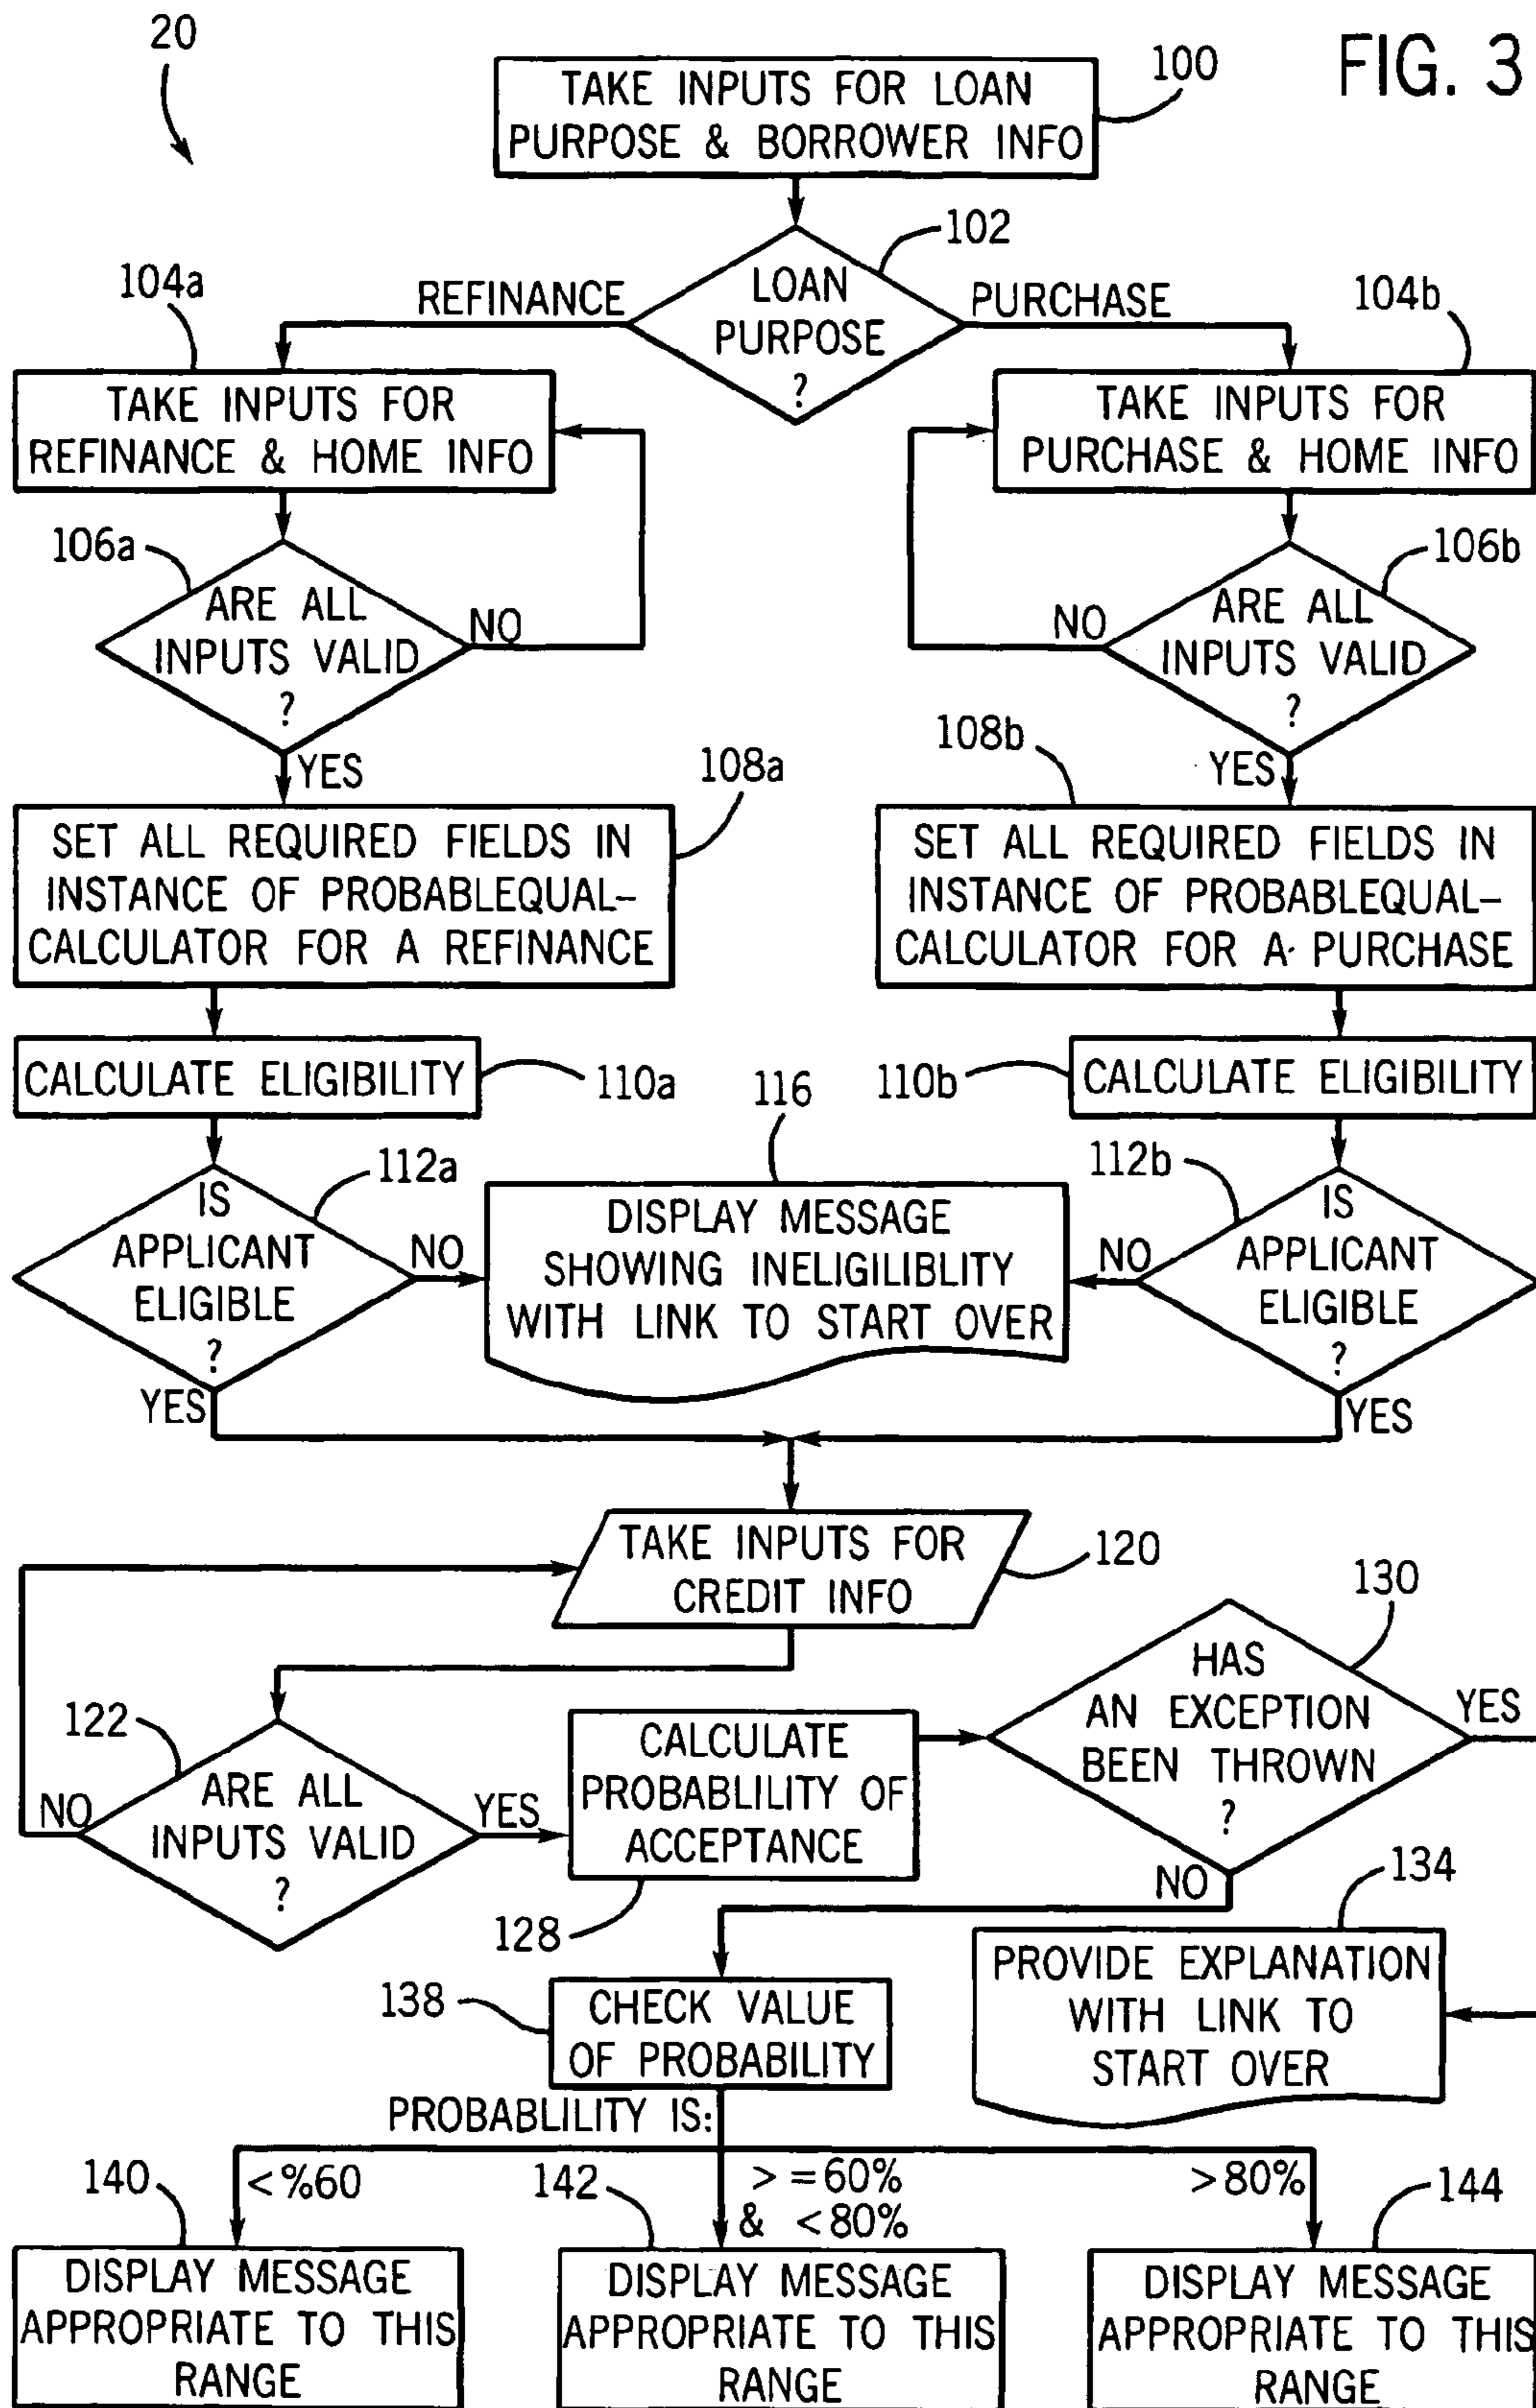 20
FIG. 3
TAKE INPUTS FOR LOAN
PURPOSE & BORROWER INFO
100
102
LOAN
PURPOSE
?
REFINANCE
PURCHASE
104a
104b
TAKE INPUTS FOR
REFINANCE & HOME INFO
TAKE INPUTS FOR
PURCHASE & HOME INFO
106a
106b
ARE ALL
INPUTS VALID
?
NO
NO
ARE ALL
INPUTS VALID
?
YES
YES
108a
108b
SET ALL REQUIRED FIELDS IN
INSTANCE OF PROBABLEQUAL–
CALCULATOR FOR A REFINANCE
SET ALL REQUIRED FIELDS IN
INSTANCE OF PROBABLEQUAL–
CALCULATOR FOR A PURCHASE
CALCULATE ELIGIBILITY
110a
116
110b
CALCULATE ELIGIBILITY
112a
112b
IS
APPLICANT
ELIGIBLE
?
NO
DISPLAY MESSAGE
SHOWING INELIGILIBLITY
WITH LINK TO START OVER
NO
IS
APPLICANT
ELIGIBLE
?
YES
YES
TAKE INPUTS FOR
CREDIT INFO
120
130
122
ARE ALL
INPUTS VALID
?
NO
YES
CALCULATE
PROBABLILITY OF
ACCEPTANCE
128
HAS
AN EXCEPTION
BEEN THROWN
?
YES
NO
134
PROVIDE EXPLANATION
WITH LINK TO
START OVER
138
CHECK VALUE
OF PROBABILITY
PROBABLILITY IS:
140
<%60
142
> =60%
& <80%
>80%
144
DISPLAY MESSAGE
APPROPRIATE TO THIS
RANGE
DISPLAY MESSAGE
APPROPRIATE TO THIS
RANGE
DISPLAY MESSAGE
APPROPRIATE TO THIS
RANGE